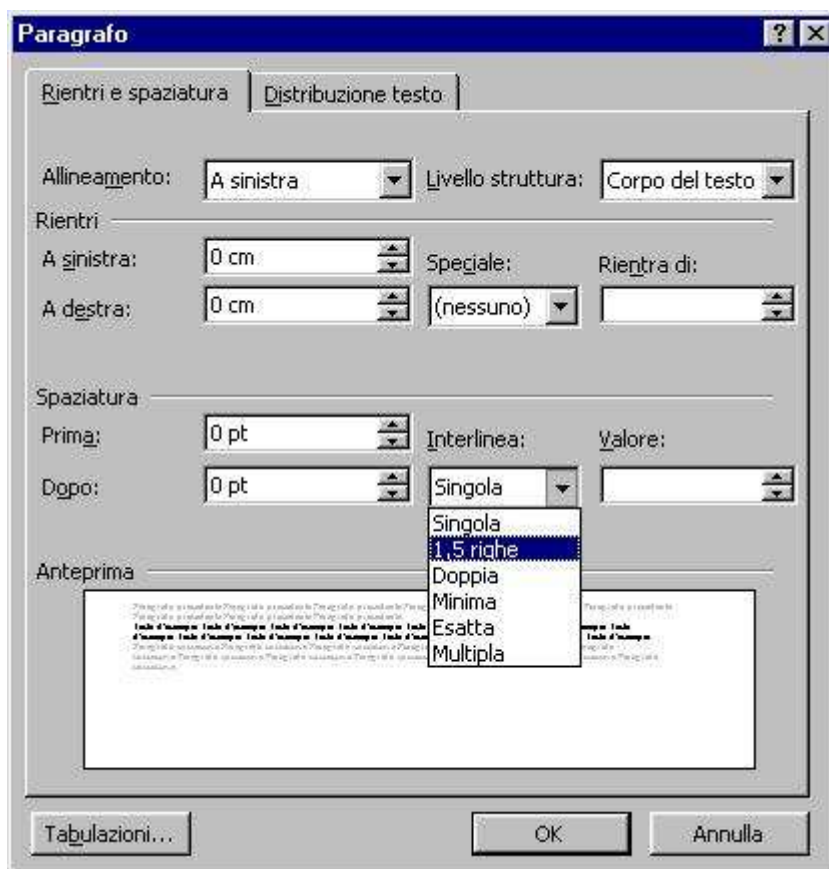 Paragrafo
Rientri e spaziatura Distribuzione testo
Allineamento: A sinistra Livello struttura: Corpo del testo
Rientri
A sinistra: 0 cm Speciale: Rientra di:
A destra: 0 cm (nessuno)
Spaziatura
Prima: 0 pt Interlinea: Valore:
Dopo: 0 pt Singola
Singola
1,5 righe
Doppia
Minima
Esatta
Multipla
Anteprima
Tabulazioni... OK Annulla